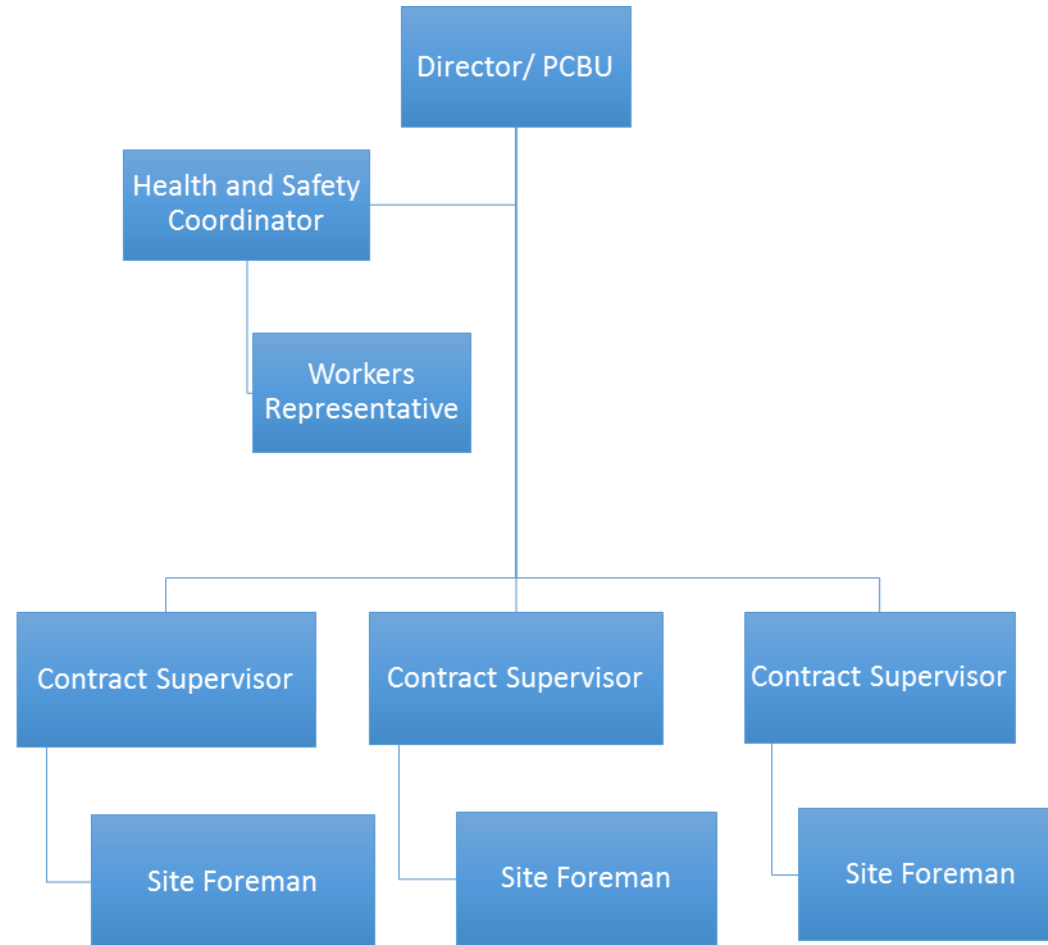 Director/ PCBU
Health and Safety
Coordinator
Workers
Representative
Contract Supervisor
Contract Supervisor
Contract Supervisor
Site Foreman
Site Foreman
Site Foreman